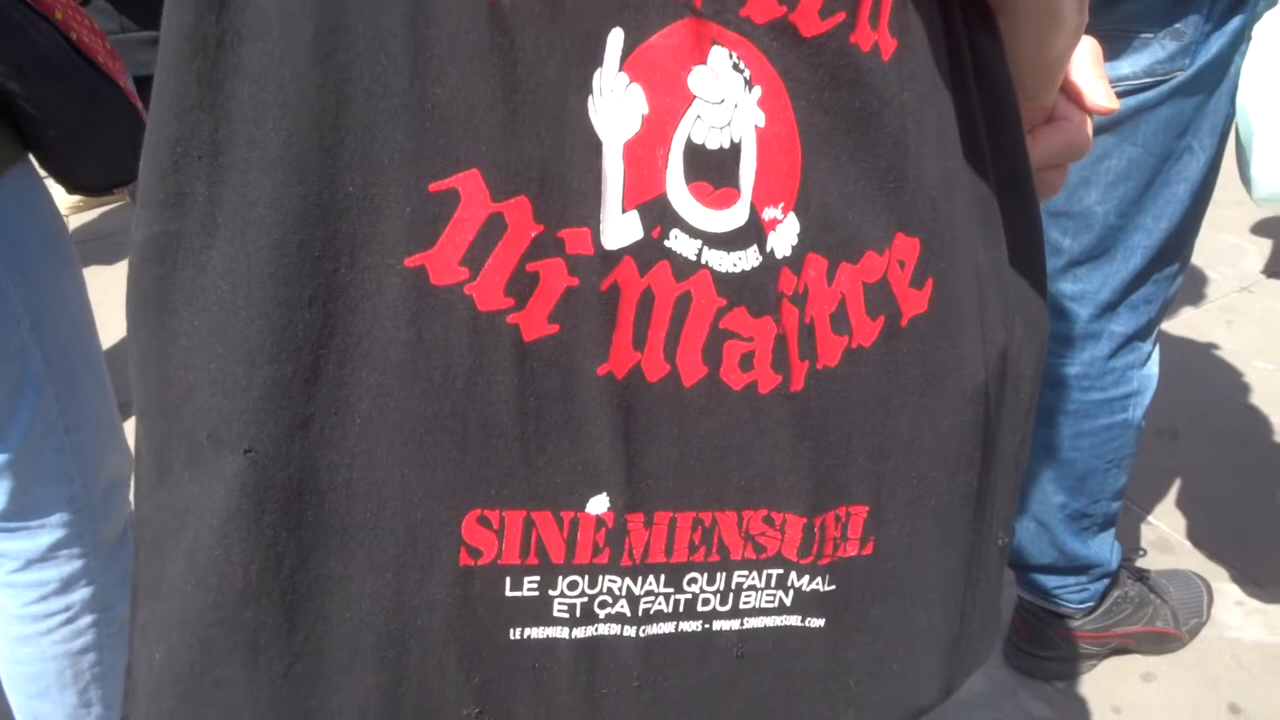 SINÉ MENSUEL
Ni Maitre
SINÉ MENSUEL
LE JOURNAL QUI FAIT MAL
ET ÇA FAIT DU BIEN
LE PREMIER MERCREDI DE CHAQUE MOIS - WWW.SINEMENSUEL.COM